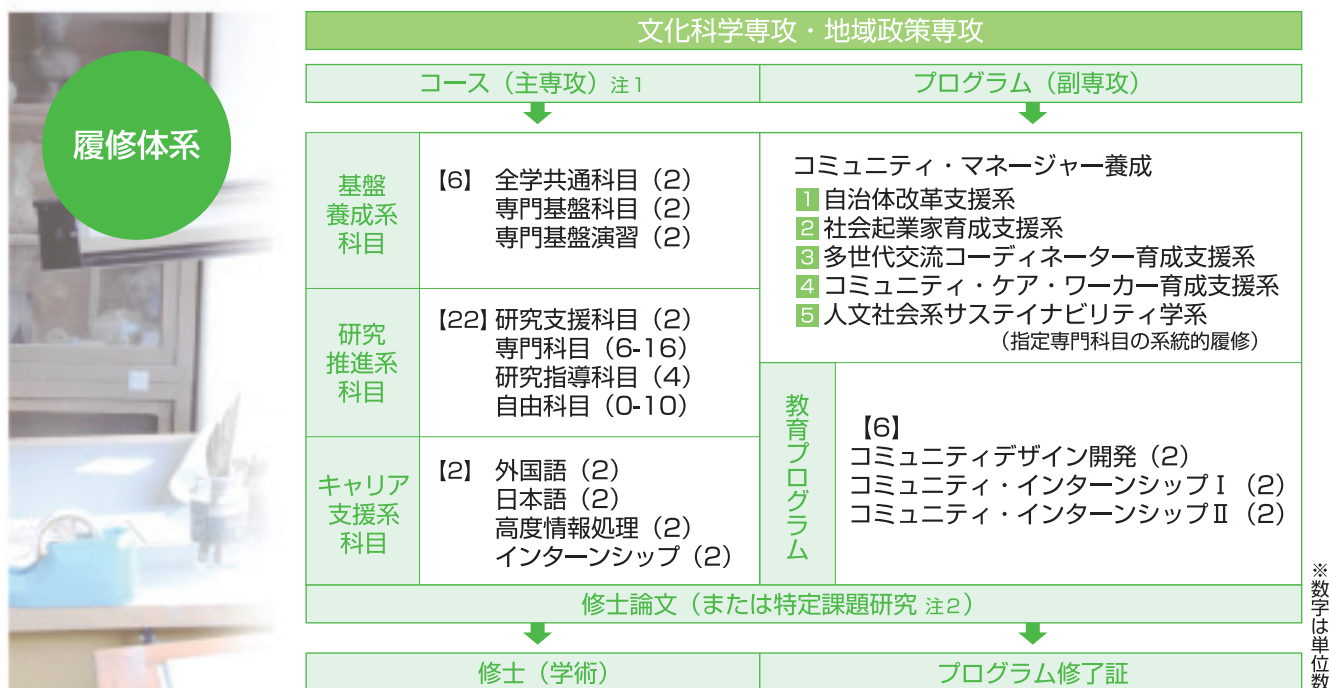 履修体系
文化科学専攻・地域政策専攻
コース（主専攻）注1
プログラム（副専攻）
基盤
養成系
科目
【6】 全学共通科目（2）
専門基盤科目（2）
専門基盤演習（2）
研究
推進系
科目
【22】研究支援科目（2）
専門科目（6-16）
研究指導科目（4）
自由科目（0-10）
キャリア
支援系
科目
【2】 外国語（2）
日本語（2）
高度情報処理（2）
インターンシップ（2）
コミュニティ・マネージャー養成
1 自治体改革支援系
2 社会起業家育成支援系
3 多世代交流コーディネーター育成支援系
4 コミュニティ・ケア・ワーカー育成支援系
5 人文社会系サステイナビリティ学系
（指定専門科目の系統的履修）
教育プログラム
【6】
コミュニティデザイン開発（2）
コミュニティ・インターンシップⅠ（2）
コミュニティ・インターンシップⅡ（2）
修士論文（または特定課題研究 注2）
修士（学術）
プログラム修了証
※数字は単位数